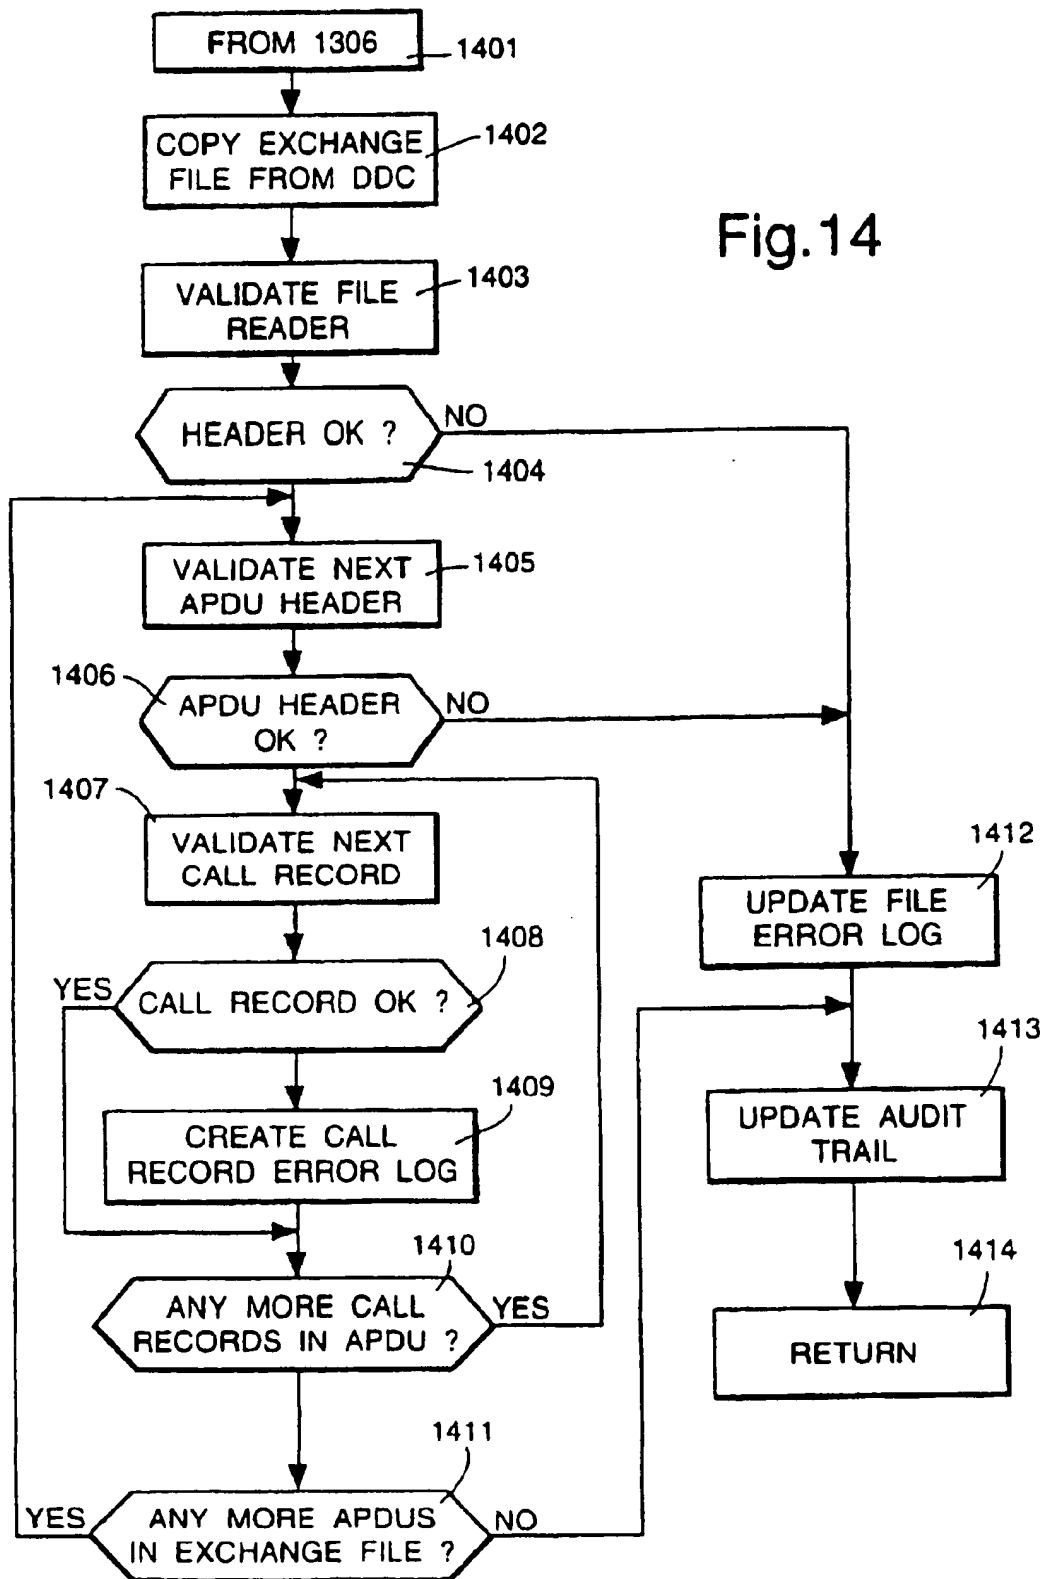 FROM 1306
1401
COPY EXCHANGE
FILE FROM DDC
1402
Fig.14
VALIDATE FILE
READER
1403
HEADER OK ?
NO
1404
VALIDATE NEXT
APDU HEADER
1405
1406
APDU HEADER
OK ?
NO
1407
VALIDATE NEXT
CALL RECORD
1412
UPDATE FILE
ERROR LOG
1408
YES
CALL RECORD OK ?
1413
UPDATE AUDIT
TRAIL
1409
CREATE CALL
RECORD ERROR LOG
1410
ANY MORE CALL
RECORDS IN APDU ?
YES
1414
RETURN
1411
YES
ANY MORE APDUS
IN EXCHANGE FILE ?
NO